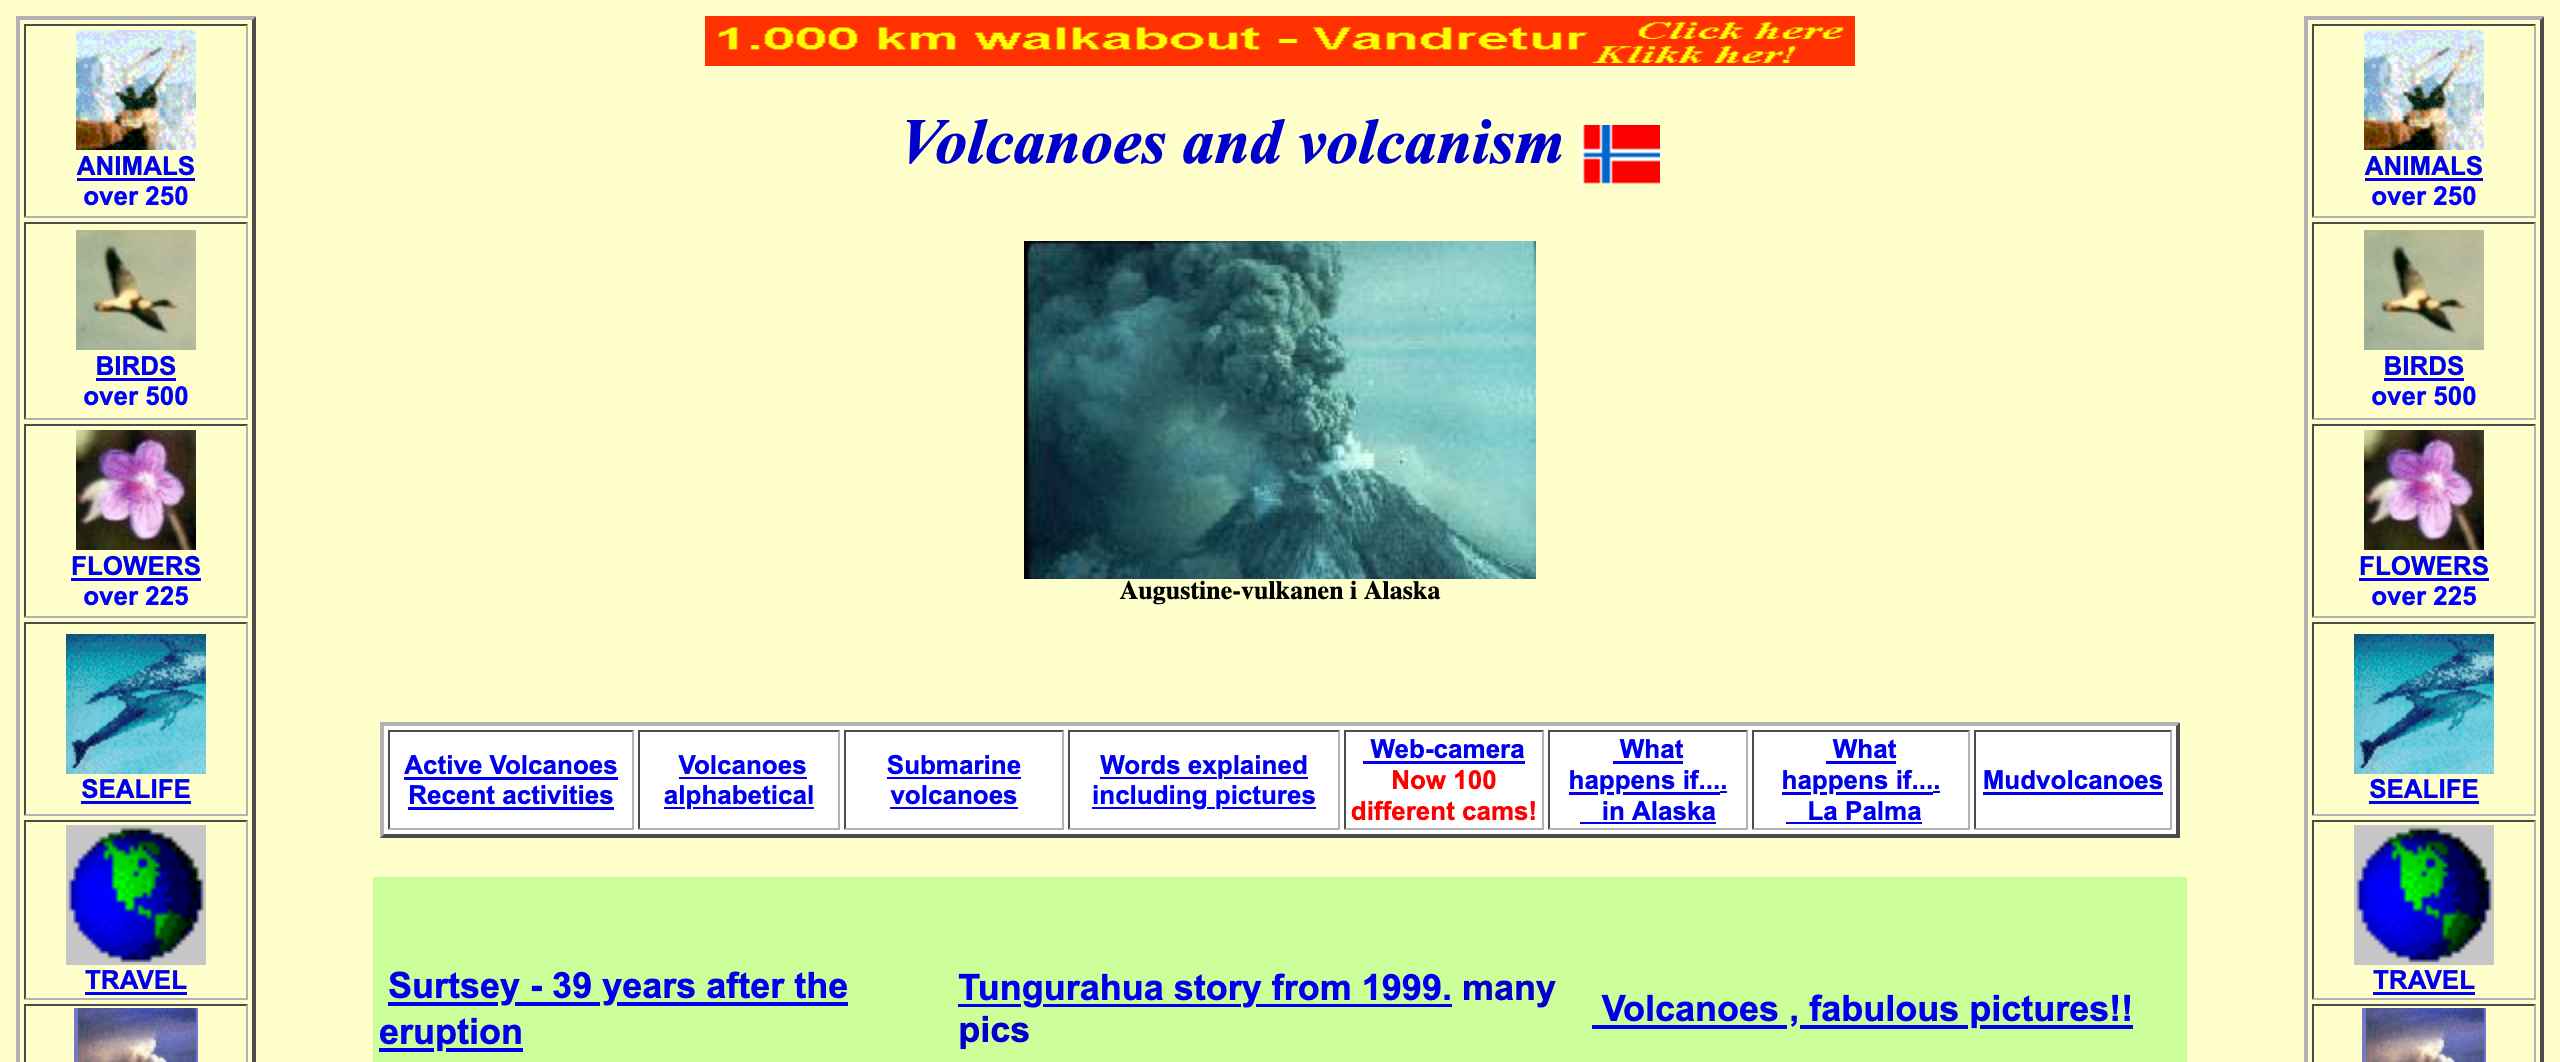 1.000 km walkabout - Vandretur Click here
Klikk her!
Volcanoes and volcanism
Augustine-vulkanen i Alaska
ANIMALS
over 250
BIRDS
over 500
FLOWERS
over 225
SEALIFE
TRAVEL
Active Volcanoes
Recent activities
Volcanoes
alphabetical
Submarine
volcanoes
Words explained
including pictures
Web-camera
Now 100
different cams!
What
happens if....
in Alaska
What
happens if....
La Palma
Mudvolcanoes
Surtsey - 39 years after the
eruption
Tungurahua story from 1999. many
pics
Volcanoes , fabulous pictures!!
ANIMALS
over 250
BIRDS
over 500
FLOWERS
over 225
SEALIFE
TRAVEL